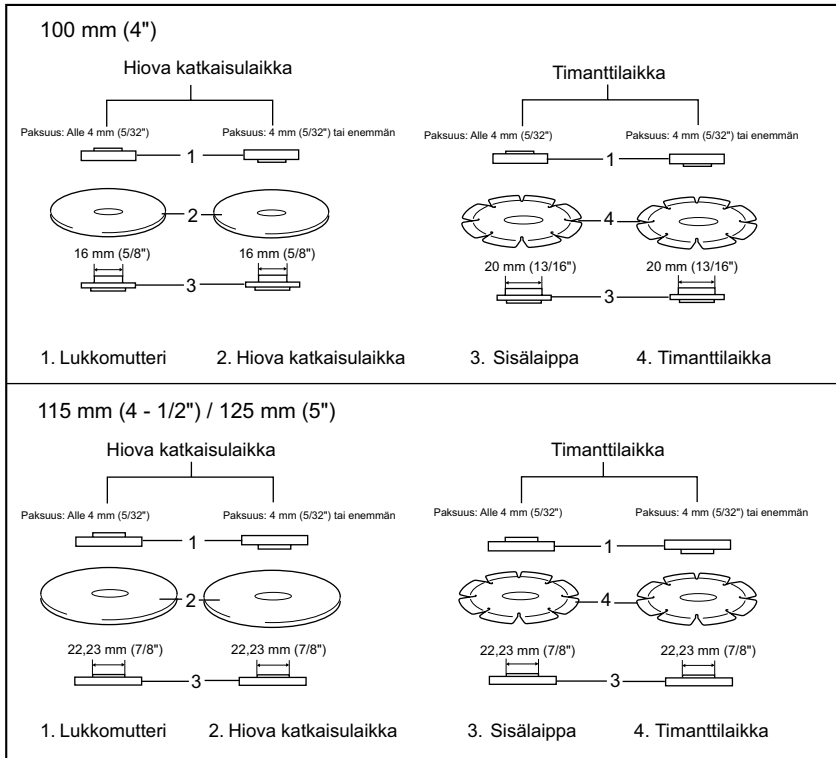 100 mm (4")
Hiova katkaisulaikka
Timanttilaikka
Paksuus: Alle 4 mm (5/32")
Paksuus: 4 mm (5/32") tai enemmän
Paksuus: Alle 4 mm (5/32")
Paksuus: 4 mm (5/32") tai enemmän
1
1
2
4
16 mm (5/8")
16 mm (5/8")
20 mm (13/16")
20 mm (13/16")
3
3
1. Lukkomutteri
2. Hiova katkaisulaikka
3. Sisälaippa
4. Timanttilaikka
115 mm (4 - 1/2") / 125 mm (5")
Hiova katkaisulaikka
Timanttilaikka
Paksuus: Alle 4 mm (5/32")
Paksuus: 4 mm (5/32") tai enemmän
Paksuus: Alle 4 mm (5/32")
Paksuus: 4 mm (5/32") tai enemmän
1
1
2
4
22,23 mm (7/8")
22,23 mm (7/8")
22,23 mm (7/8")
22,23 mm (7/8")
3
3
1. Lukkomutteri
2. Hiova katkaisulaikka
3. Sisälaippa
4. Timanttilaikka